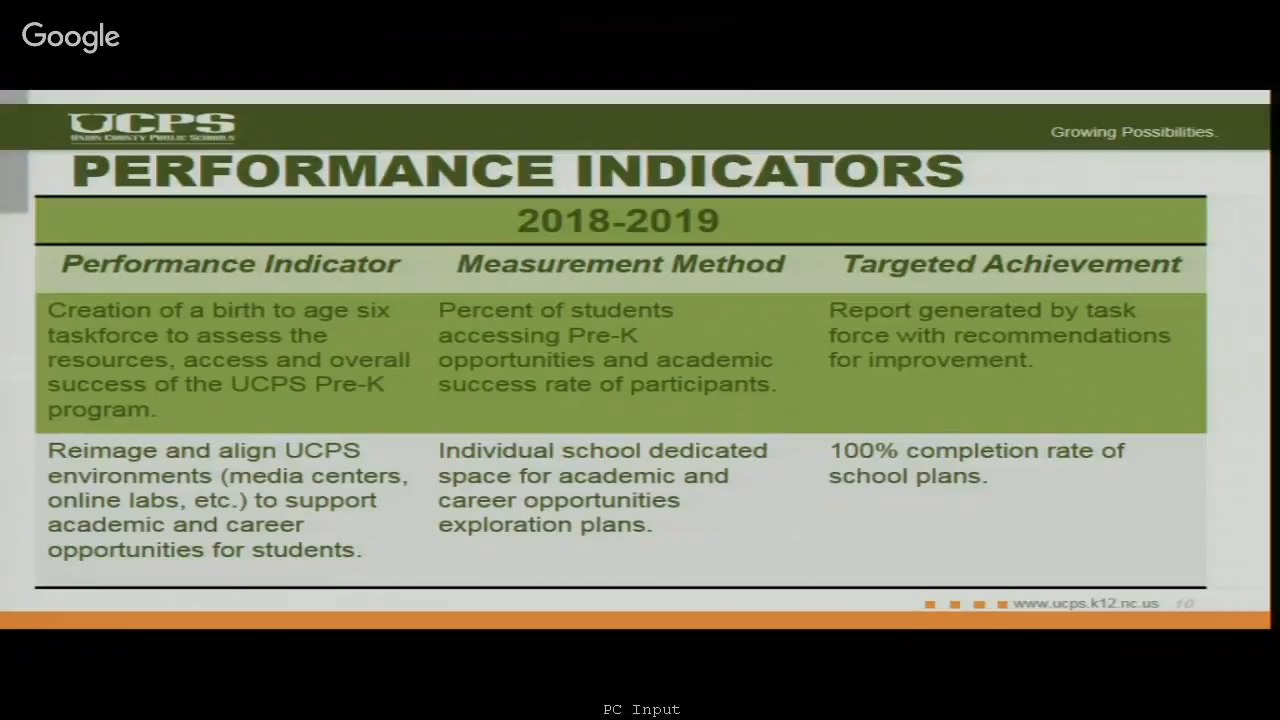 Google
UCPS
UNION COUNTY PUBLIC SCHOOLS
Growing Possibilities.
PERFORMANCE INDICATORS
2018-2019
Performance Indicator
Measurement Method
Targeted Achievement
Creation of a birth to age six
taskforce to assess the
resources, access and overall
success of the UCPS Pre-K
program.
Percent of students
accessing Pre-K
opportunities and academic
success rate of participants.
Report generated by task
force with recommendations
for improvement.
Reimage and align UCPS
environments (media centers,
online labs, etc.) to support
academic and career
opportunities for students.
Individual school dedicated
space for academic and
career opportunities
exploration plans.
100% completion rate of
school plans.
www.ucps.k12.nc.us 10
PC Input